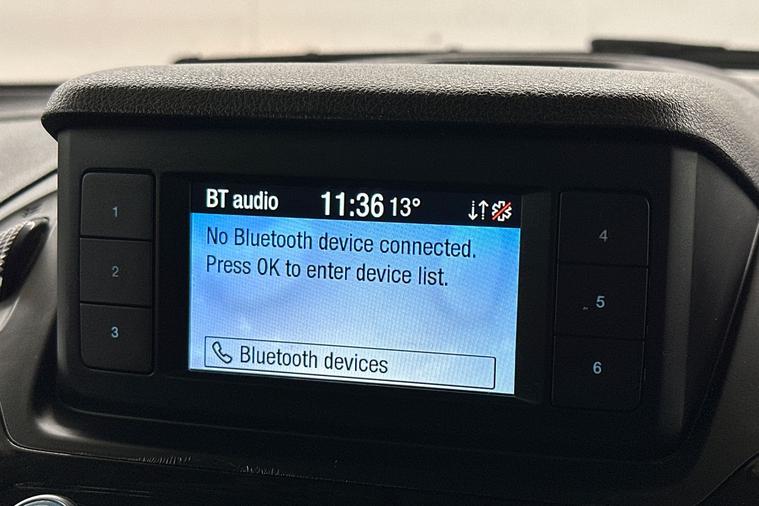 BT audio 11:36 13°
No Bluetooth device connected.
Press OK to enter device list.
Bluetooth devices
1
2
3
4
5
6